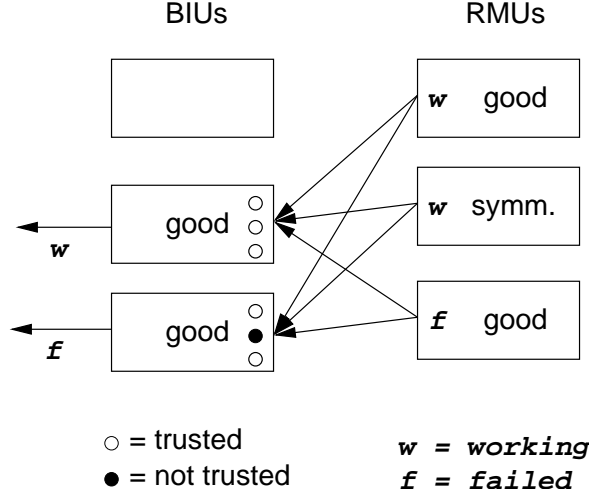 BIUs RMUs
w good
good w symm.
w
good f good
f
= trusted w = working
= not trusted f = failed